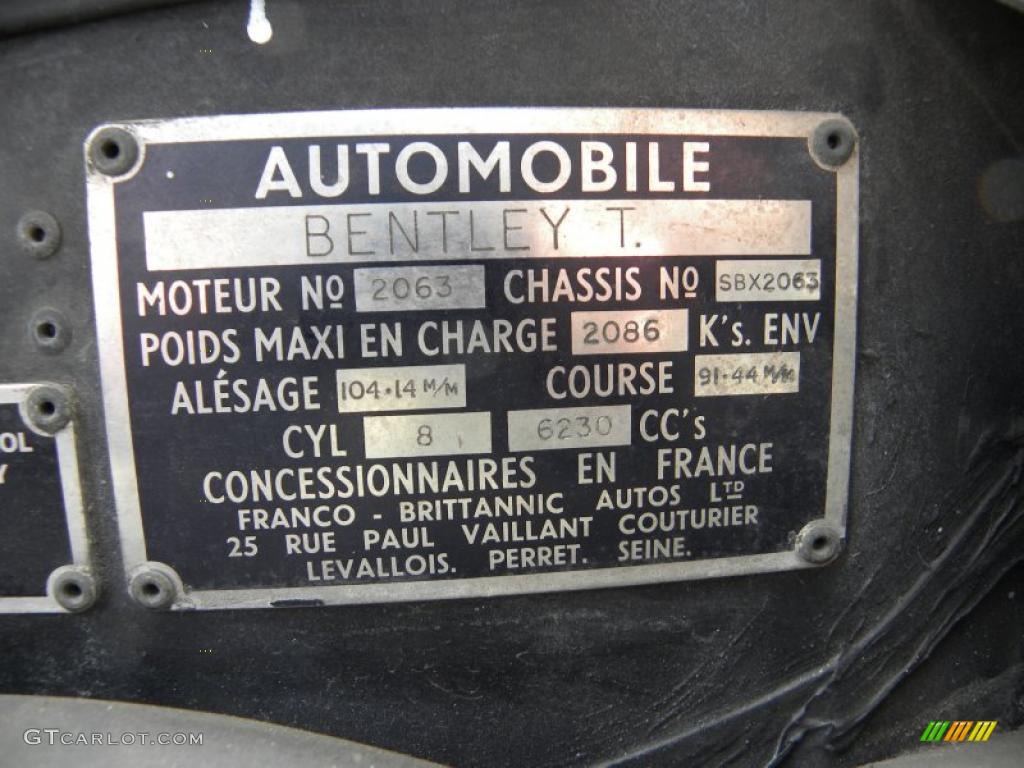 AUTOMOBILE
BENTLEY T.
MOTEUR Nº 2063 CHASSIS Nº SBX2063
POIDS MAXI EN CHARGE 2086 K's. ENV
ALÉSAGE 104·14 M/M COURSE 91·44 M/M
CYL 8 6230 CC's
CONCESSIONNAIRES EN FRANCE
FRANCO - BRITTANNIC AUTOS LTD
25 RUE PAUL VAILLANT COUTURIER
LEVALLOIS. PERRET. SEINE.
OL
Y
GTCARLOT.COM